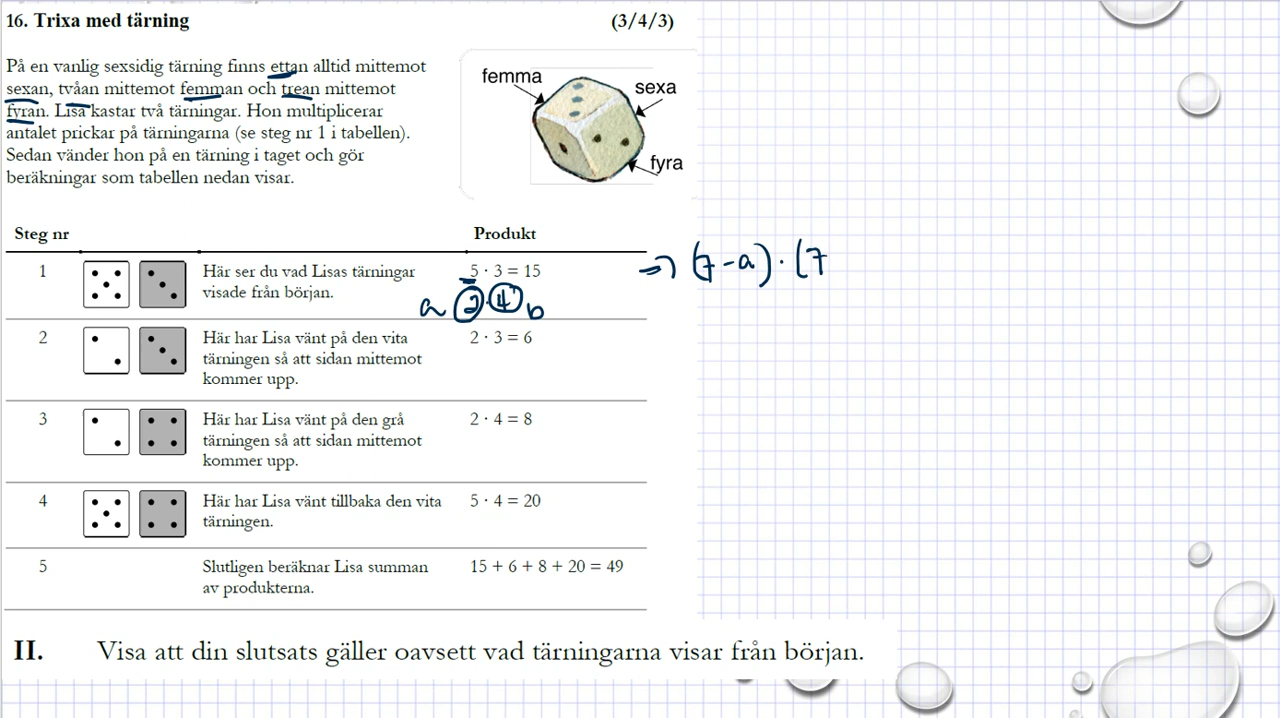 16. Trixa med tärning (3/4/3)
På en vanlig sexsidig tärning finns ettan alltid mittemot
sexan, tvåan mittemot femman och trean mittemot
fyran. Lisa kastar två tärningar. Hon multiplicerar
antalet prickar på tärningarna (se steg nr 1 i tabellen).
Sedan vänder hon på en tärning i taget och gör
beräkningar som tabellen nedan visar.
femma
sexa
fyra
Steg nr Produkt
1 Här ser du vad Lisas tärningar 5 · 3 = 15
visade från början.
a 2 · 4 b
⇒ (7-a) · (7
2 Här har Lisa vänt på den vita 2 · 3 = 6
tärningen så att sidan mittemot
kommer upp.
3 Här har Lisa vänt på den grå 2 · 4 = 8
tärningen så att sidan mittemot
kommer upp.
4 Här har Lisa vänt tillbaka den vita 5 · 4 = 20
tärningen.
5 Slutligen beräknar Lisa summan 15 + 6 + 8 + 20 = 49
av produkterna.
II. Visa att din slutsats gäller oavsett vad tärningarna visar från början.